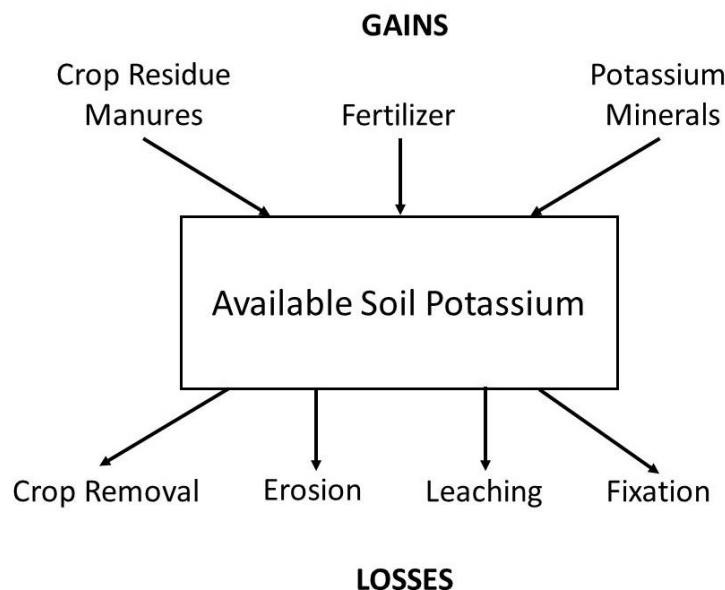 GAINS
Crop Residue
Manures
Fertilizer
Potassium
Minerals
Available Soil Potassium
Crop Removal
Erosion
Leaching
Fixation
LOSSES